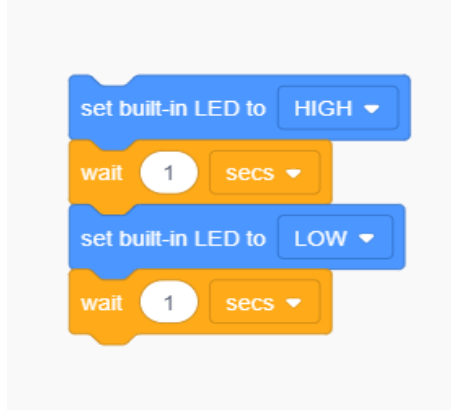 set built-in LED to HIGH
wait 1 secs
set built-in LED to LOW
wait 1 secs